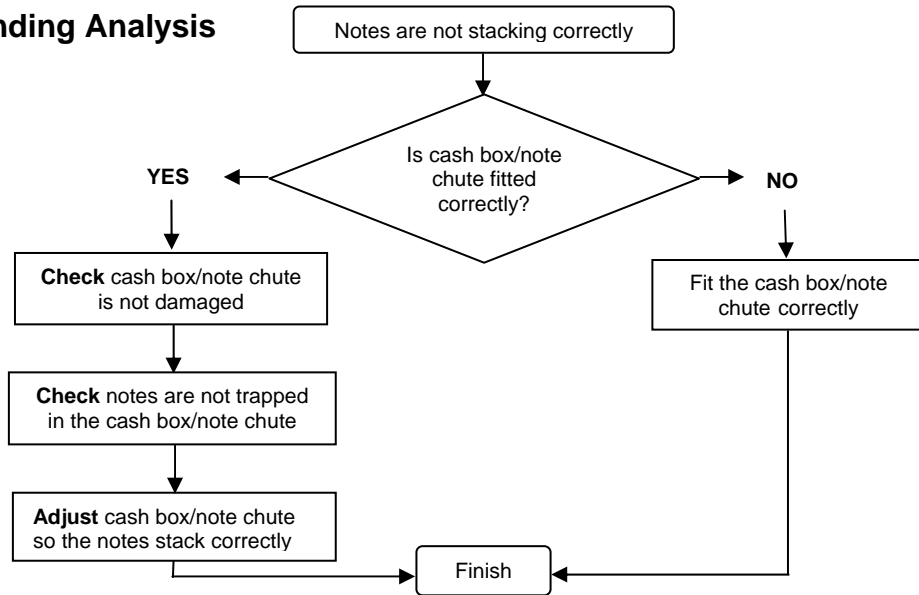 nding Analysis
Notes are not stacking correctly
Is cash box/note
chute fitted
correctly?
YES
NO
Check cash box/note chute
is not damaged
Fit the cash box/note
chute correctly
Check notes are not trapped
in the cash box/note chute
Adjust cash box/note chute
so the notes stack correctly
Finish